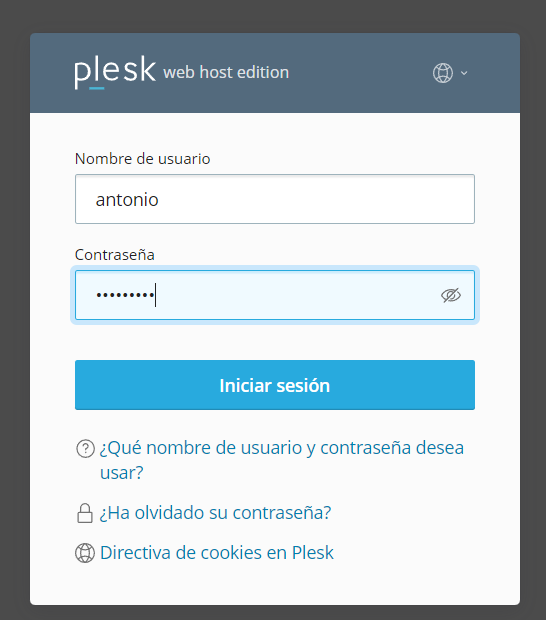 plesk web host edition
Nombre de usuario
antonio
Contraseña
•••••••••
Iniciar sesión
¿Qué nombre de usuario y contraseña desea
usar?
¿Ha olvidado su contraseña?
Directiva de cookies en Plesk